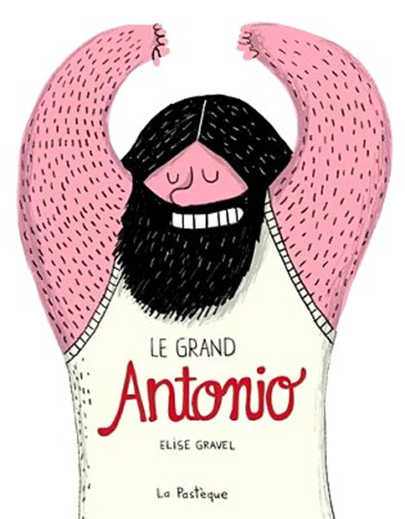 LE GRAND
Antonio
ELISE GRAVEL
La Pastèque